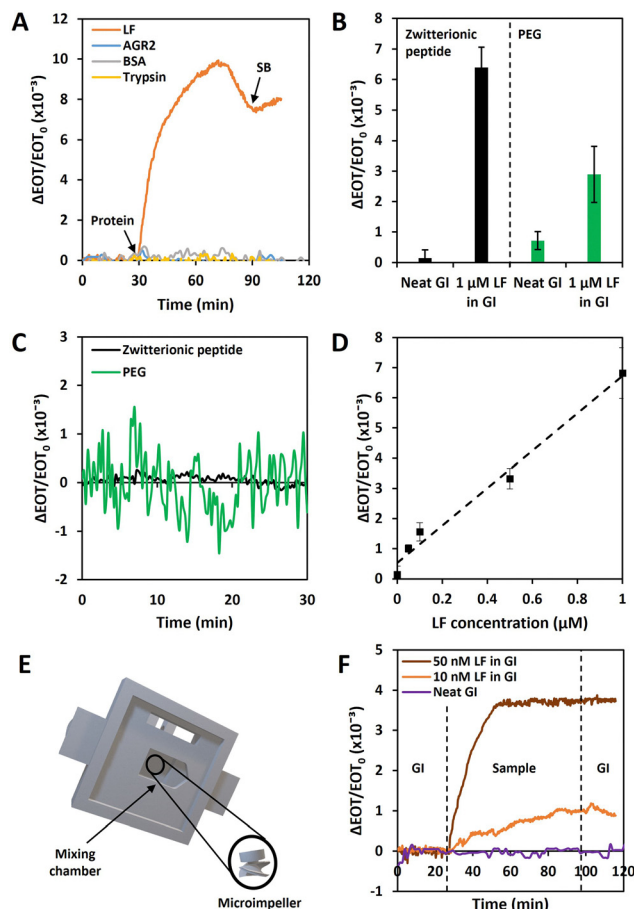 A
ΔEOT/EOT₀ (x10⁻³)
12
10
8
6
4
2
0
LF
AGR2
BSA
Trypsin
SB
Protein
0
30
60
90
120
Time (min)
B
ΔEOT/EOT₀ (x10⁻³)
8
7
6
5
4
3
2
1
0
Zwitterionic
peptide
PEG
Neat GI
1 μM LF
in GI
Neat GI
1 μM LF
in GI
C
ΔEOT/EOT₀ (x10⁻³)
3
2
1
0
-1
-2
Zwitterionic peptide
PEG
0
10
20
30
Time (min)
D
ΔEOT/EOT₀ (x10⁻³)
8
7
6
5
4
3
2
1
0
0
0.2
0.4
0.6
0.8
1
LF concentration (μM)
E
Mixing
chamber
Microimpeller
F
ΔEOT/EOT₀ (x10⁻³)
5
4
3
2
1
0
-1
50 nM LF in GI
10 nM LF in GI
Neat GI
GI
Sample
GI
0
20
40
60
80
100
120
Time (min)